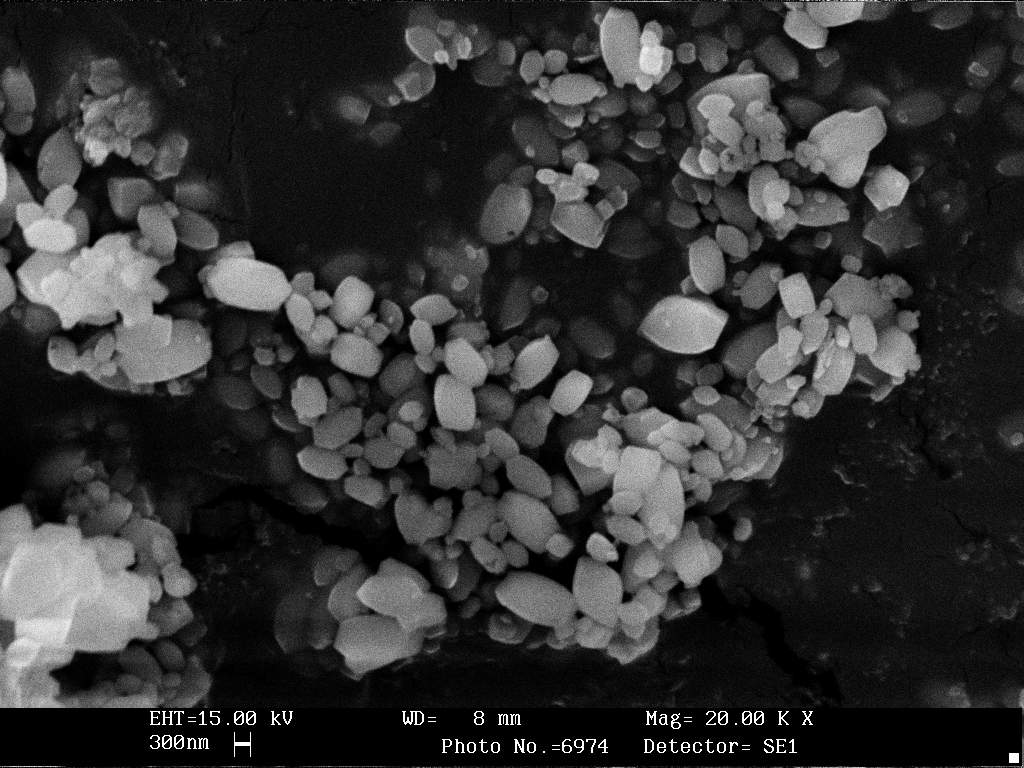 EHT=15.00 kV WD= 8 mm Mag= 20.00 K X
300nm Photo No.=6974 Detector= SE1